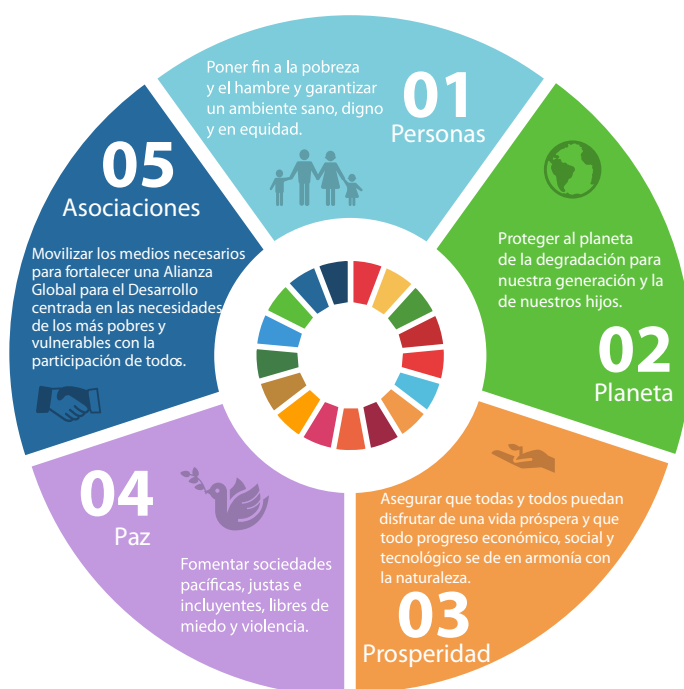 Poner fin a la pobreza
y el hambre y garantizar
un ambiente sano, digno
y en equidad.
01
Personas
Proteger al planeta
de la degradación para
nuestra generación y la
de nuestros hijos.
02
Planeta
Asegurar que todas y todos puedan
disfrutar de una vida próspera y que
todo progreso económico, social y
tecnológico se de en armonía con
la naturaleza.
03
Prosperidad
04
Paz
Fomentar sociedades
pacíficas, justas e
incluyentes, libres de
miedo y violencia.
05
Asociaciones
Movilizar los medios necesarios
para fortalecer una Alianza
Global para el Desarrollo
centrada en las necesidades
de los más pobres y
vulnerables con la
participación de todos.